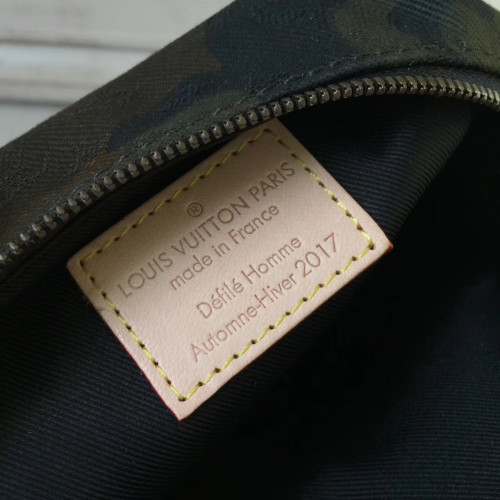 ®
LOUIS VUITTON PARIS
made in France
Défilé Homme
Automne-Hiver 2017